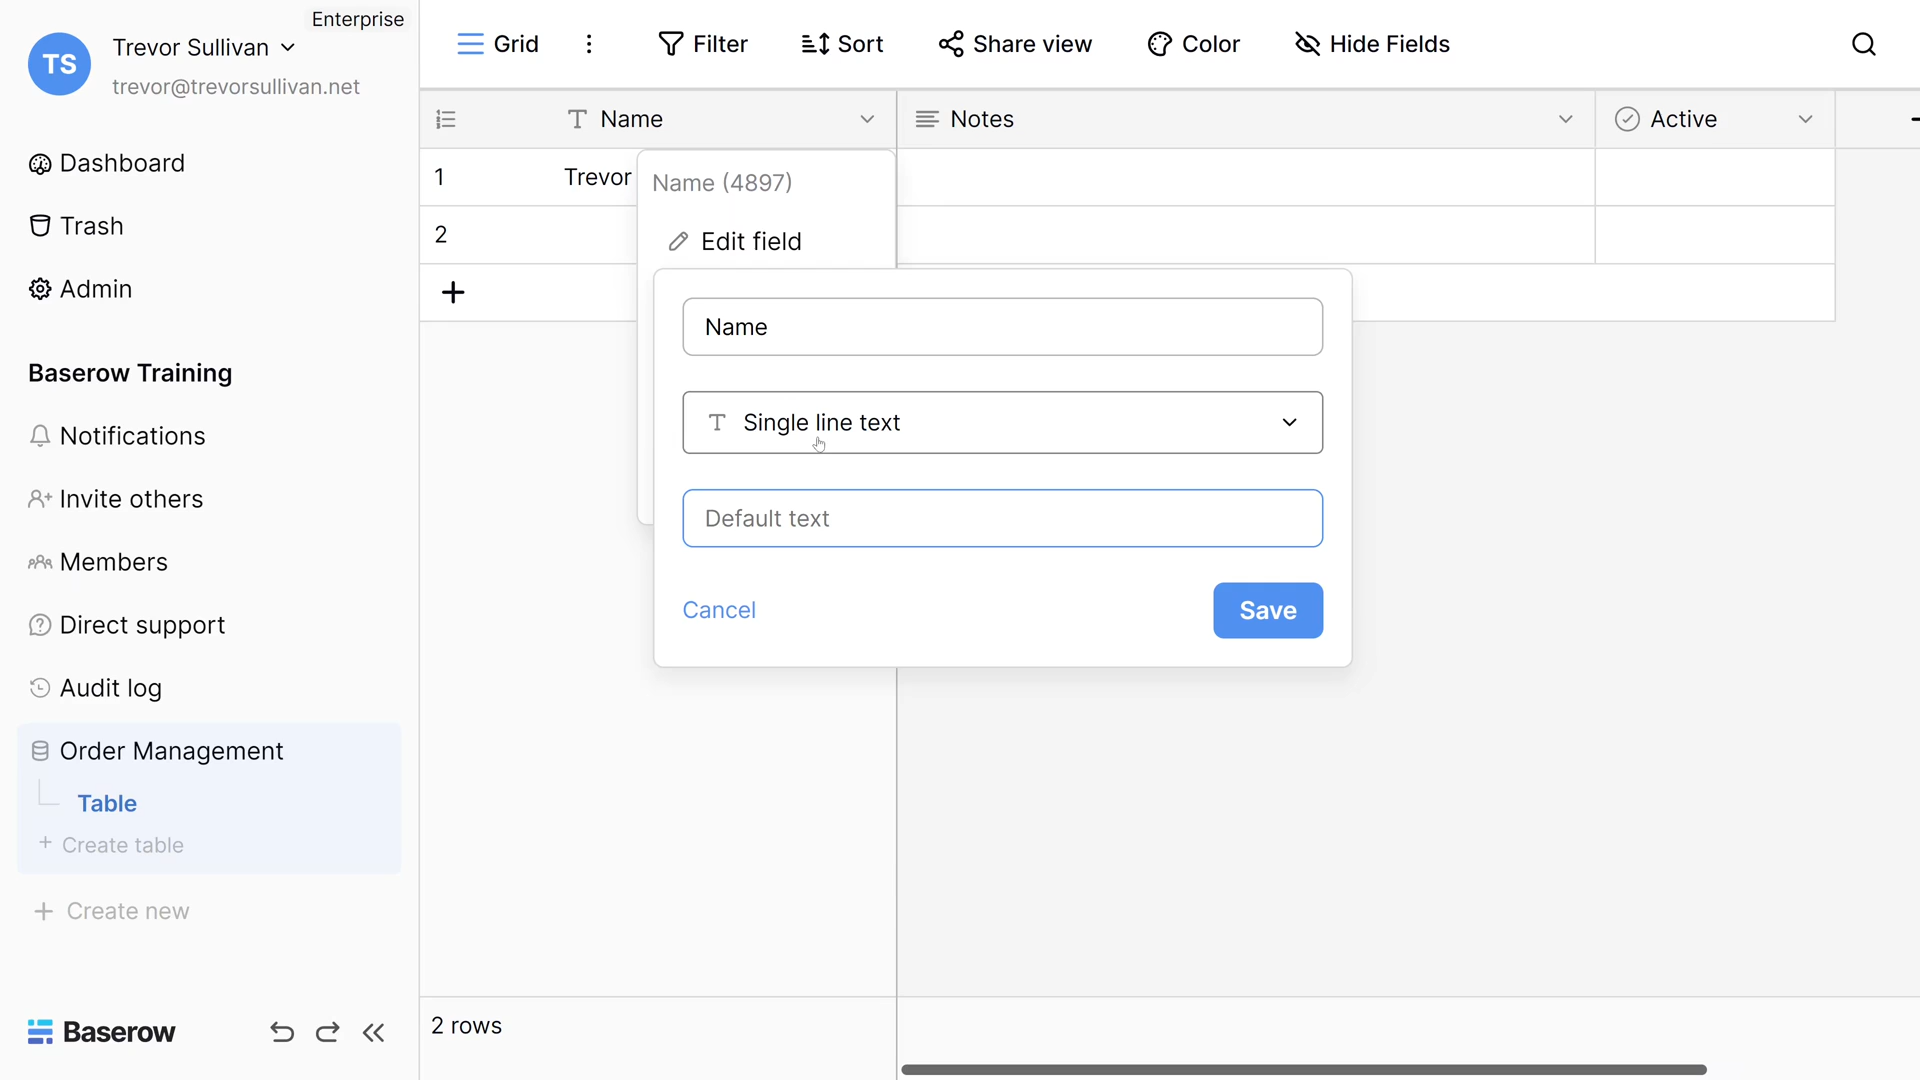 Enterprise
TS
Trevor Sullivan
trevor@trevorsullivan.net
Dashboard
Trash
Admin
Baserow Training
Notifications
Invite others
Members
Direct support
Audit log
Order Management
Table
+ Create table
+ Create new
Baserow
Grid
Filter
Sort
Share view
Color
Hide Fields
Name
Notes
Active
1
Trevor
2
+
Name (4897)
Edit field
Name
Single line text
Default text
Cancel
Save
2 rows